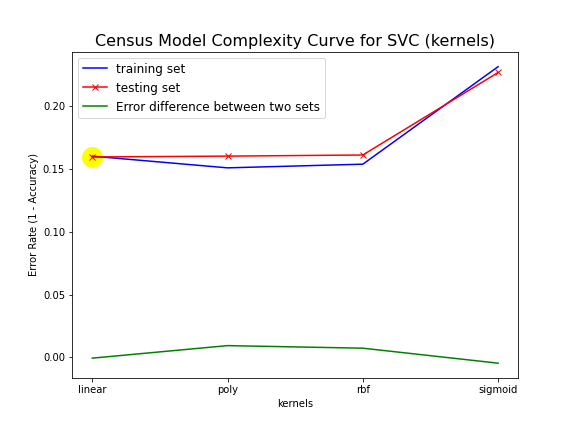 Census Model Complexity Curve for SVC (kernels)
training set
testing set
Error difference between two sets
Error Rate (1 - Accuracy)
0.20
0.15
0.10
0.05
0.00
linear poly rbf sigmoid
kernels